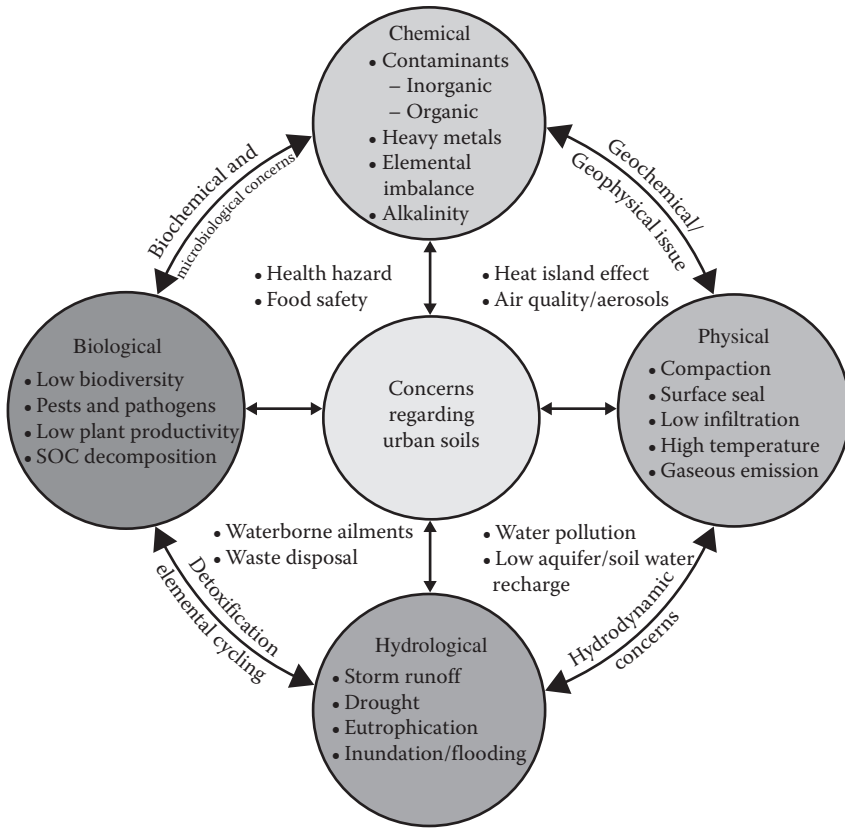 Chemical
• Contaminants
– Inorganic
– Organic
• Heavy metals
• Elemental
imbalance
• Alkalinity
Biochemical and
microbiological concerns
Geochemical/
Geophysical issue
• Health hazard
• Food safety
• Heat island effect
• Air quality/aerosols
Biological
• Low biodiversity
• Pests and pathogens
• Low plant productivity
• SOC decomposition
Concerns
regarding
urban soils
Physical
• Compaction
• Surface seal
• Low infiltration
• High temperature
• Gaseous emission
• Waterborne ailments
• Waste disposal
• Water pollution
• Low aquifer/soil water
recharge
Detoxification
elemental cycling
Hydrodynamic
concerns
Hydrological
• Storm runoff
• Drought
• Eutrophication
• Inundation/flooding